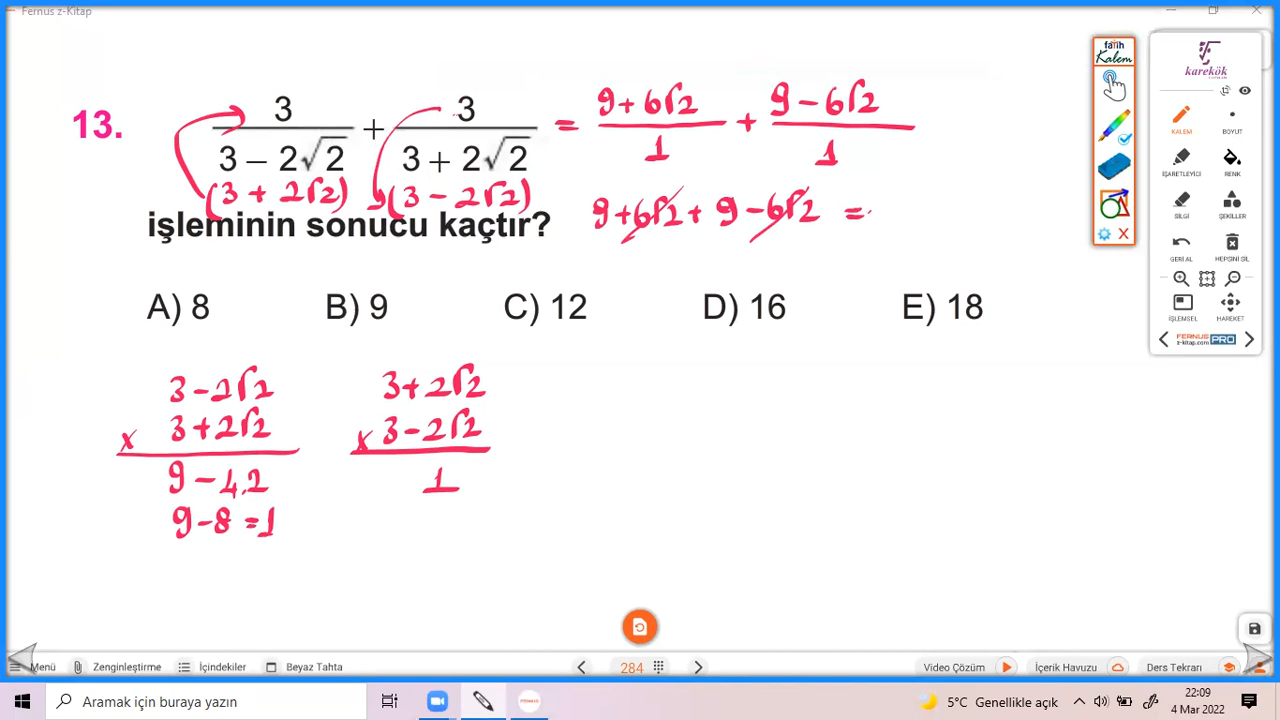 Fernus z-Kitap
13. 3/(3 − 2√2) + 3/(3 + 2√2) = (9+6√2)/1 + (9−6√2)/1
(3 + 2√2) (3 − 2√2)
9+6√2+ 9−6√2 =
işleminin sonucu kaçtır?
A) 8 B) 9 C) 12 D) 16 E) 18
3−2√2
x 3+2√2
9−4.2
9−8=1
3+2√2
x 3−2√2
1
fatih
Kalem
karekök
KALEM BOYUT
İŞARETLEYİCİ RENK
SİLGİ ŞEKİLLER
GERİ AL HEPSİNİ SİL
İŞLEMSEL HAREKET
FERNUS
z-kitap.com PRO
Menü Zenginleştirme İçindekiler Beyaz Tahta 284 Video Çözüm İçerik Havuzu Ders Tekrarı
Aramak için buraya yazın
FERNUS
5°C Genellikle açık
22:09
4 Mar 2022